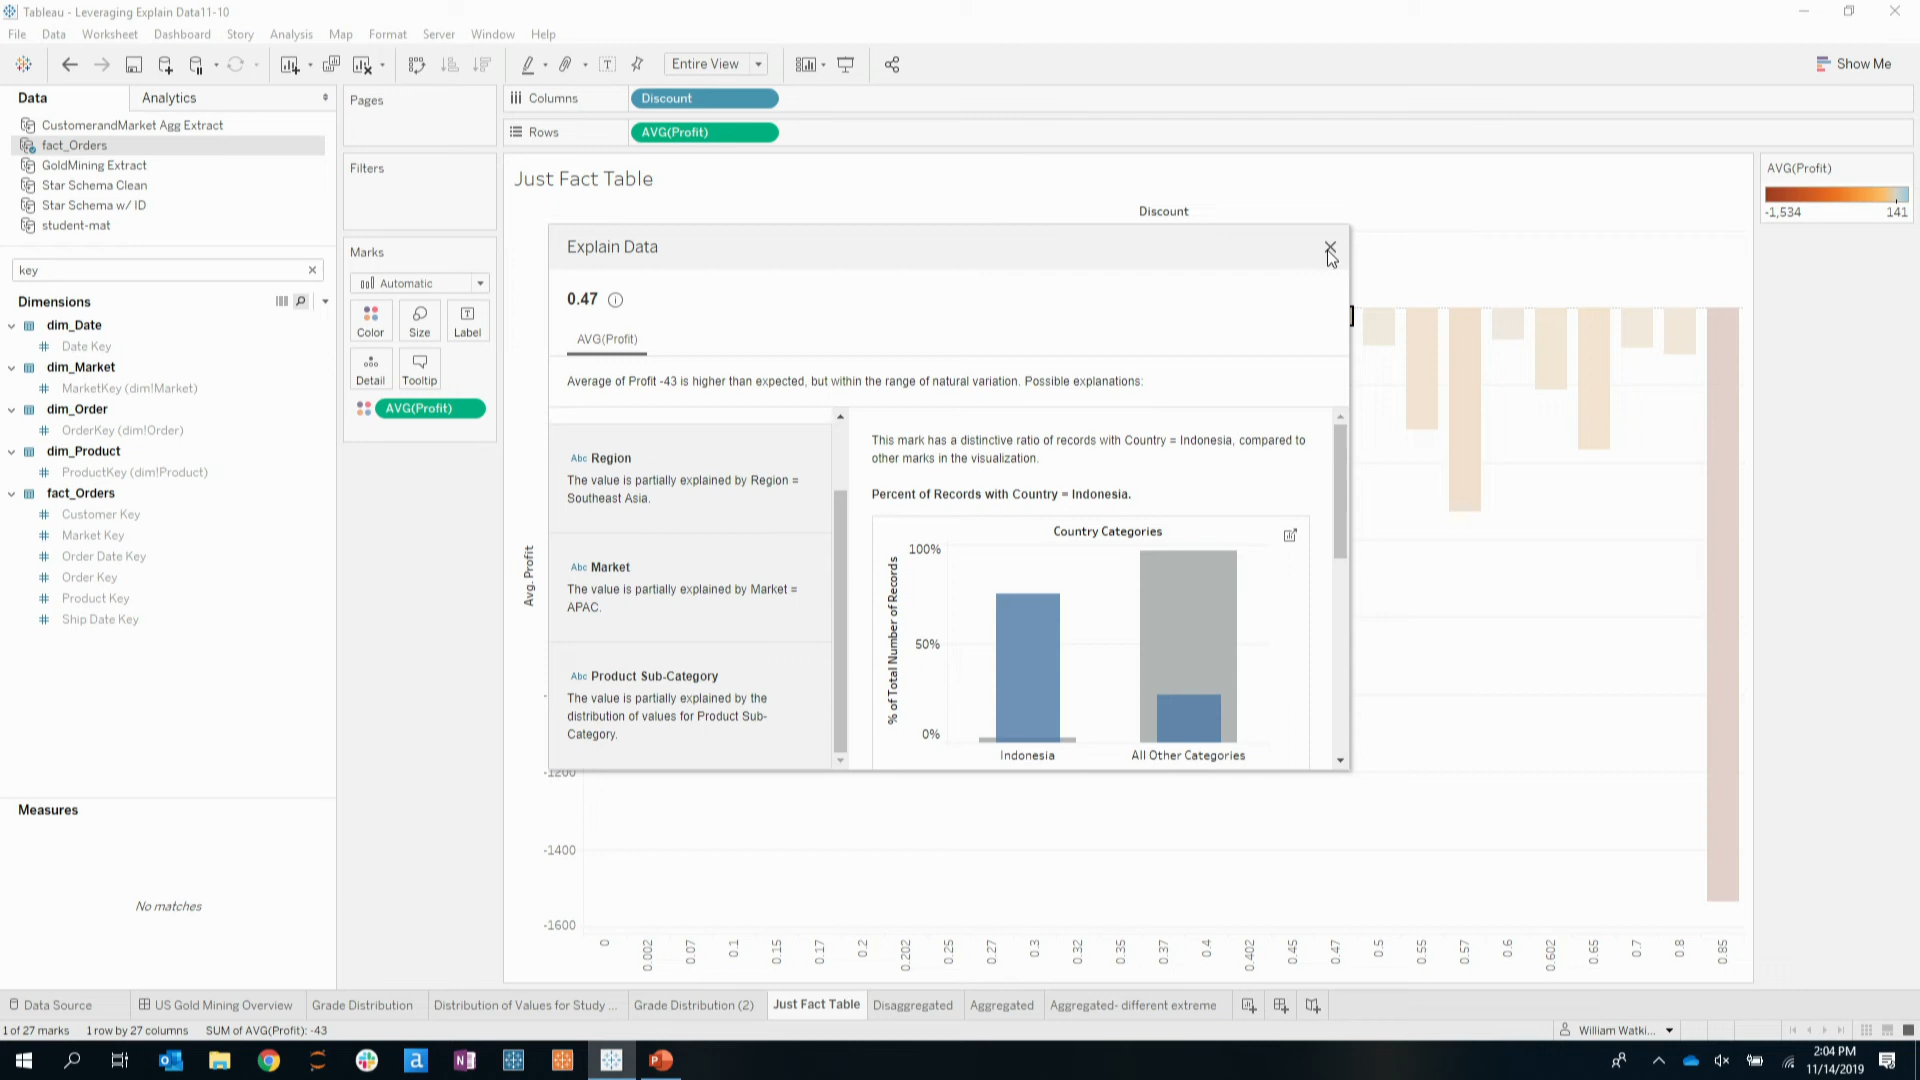 Tableau - Leveraging Explain Data11-10
File Data Worksheet Dashboard Story Analysis Map Format Server Window Help
Entire View
Show Me
Data Analytics
CustomerandMarket Agg Extract
fact_Orders
GoldMining Extract
Star Schema Clean
Star Schema w/ ID
student-mat
key
Dimensions
dim_Date
Date Key
dim_Market
MarketKey (dim!Market)
dim_Order
OrderKey (dim!Order)
dim_Product
ProductKey (dim!Product)
fact_Orders
Customer Key
Market Key
Order Date Key
Order Key
Product Key
Ship Date Key
Measures
No matches
Pages
Filters
Marks
Automatic
Color Size Label
Detail Tooltip
AVG(Profit)
Columns Discount
Rows AVG(Profit)
Just Fact Table
Discount
Avg. Profit
Explain Data
0.47
AVG(Profit)
Average of Profit -43 is higher than expected, but within the range of natural variation. Possible explanations:
Abc Region
The value is partially explained by Region =
Southeast Asia.
Abc Market
The value is partially explained by Market =
APAC.
Abc Product Sub-Category
The value is partially explained by the
distribution of values for Product Sub-
Category.
This mark has a distinctive ratio of records with Country = Indonesia, compared to
other marks in the visualization.
Percent of Records with Country = Indonesia.
Country Categories
% of Total Number of Records
100%
50%
0%
Indonesia All Other Categories
-1200
-1400
-1600
0 0.002 0.07 0.1 0.15 0.17 0.2 0.202 0.25 0.27 0.3 0.32 0.35 0.37 0.4 0.402 0.45 0.47 0.5 0.55 0.57 0.6 0.602 0.65 0.7 0.8 0.85
AVG(Profit)
-1,534 141
Data Source US Gold Mining Overview Grade Distribution Distribution of Values for Study ... Grade Distribution (2) Just Fact Table Disaggregated Aggregated Aggregated- different extreme
1 of 27 marks 1 row by 27 columns SUM of AVG(Profit): -43 William Watki...
2:04 PM
11/14/2019